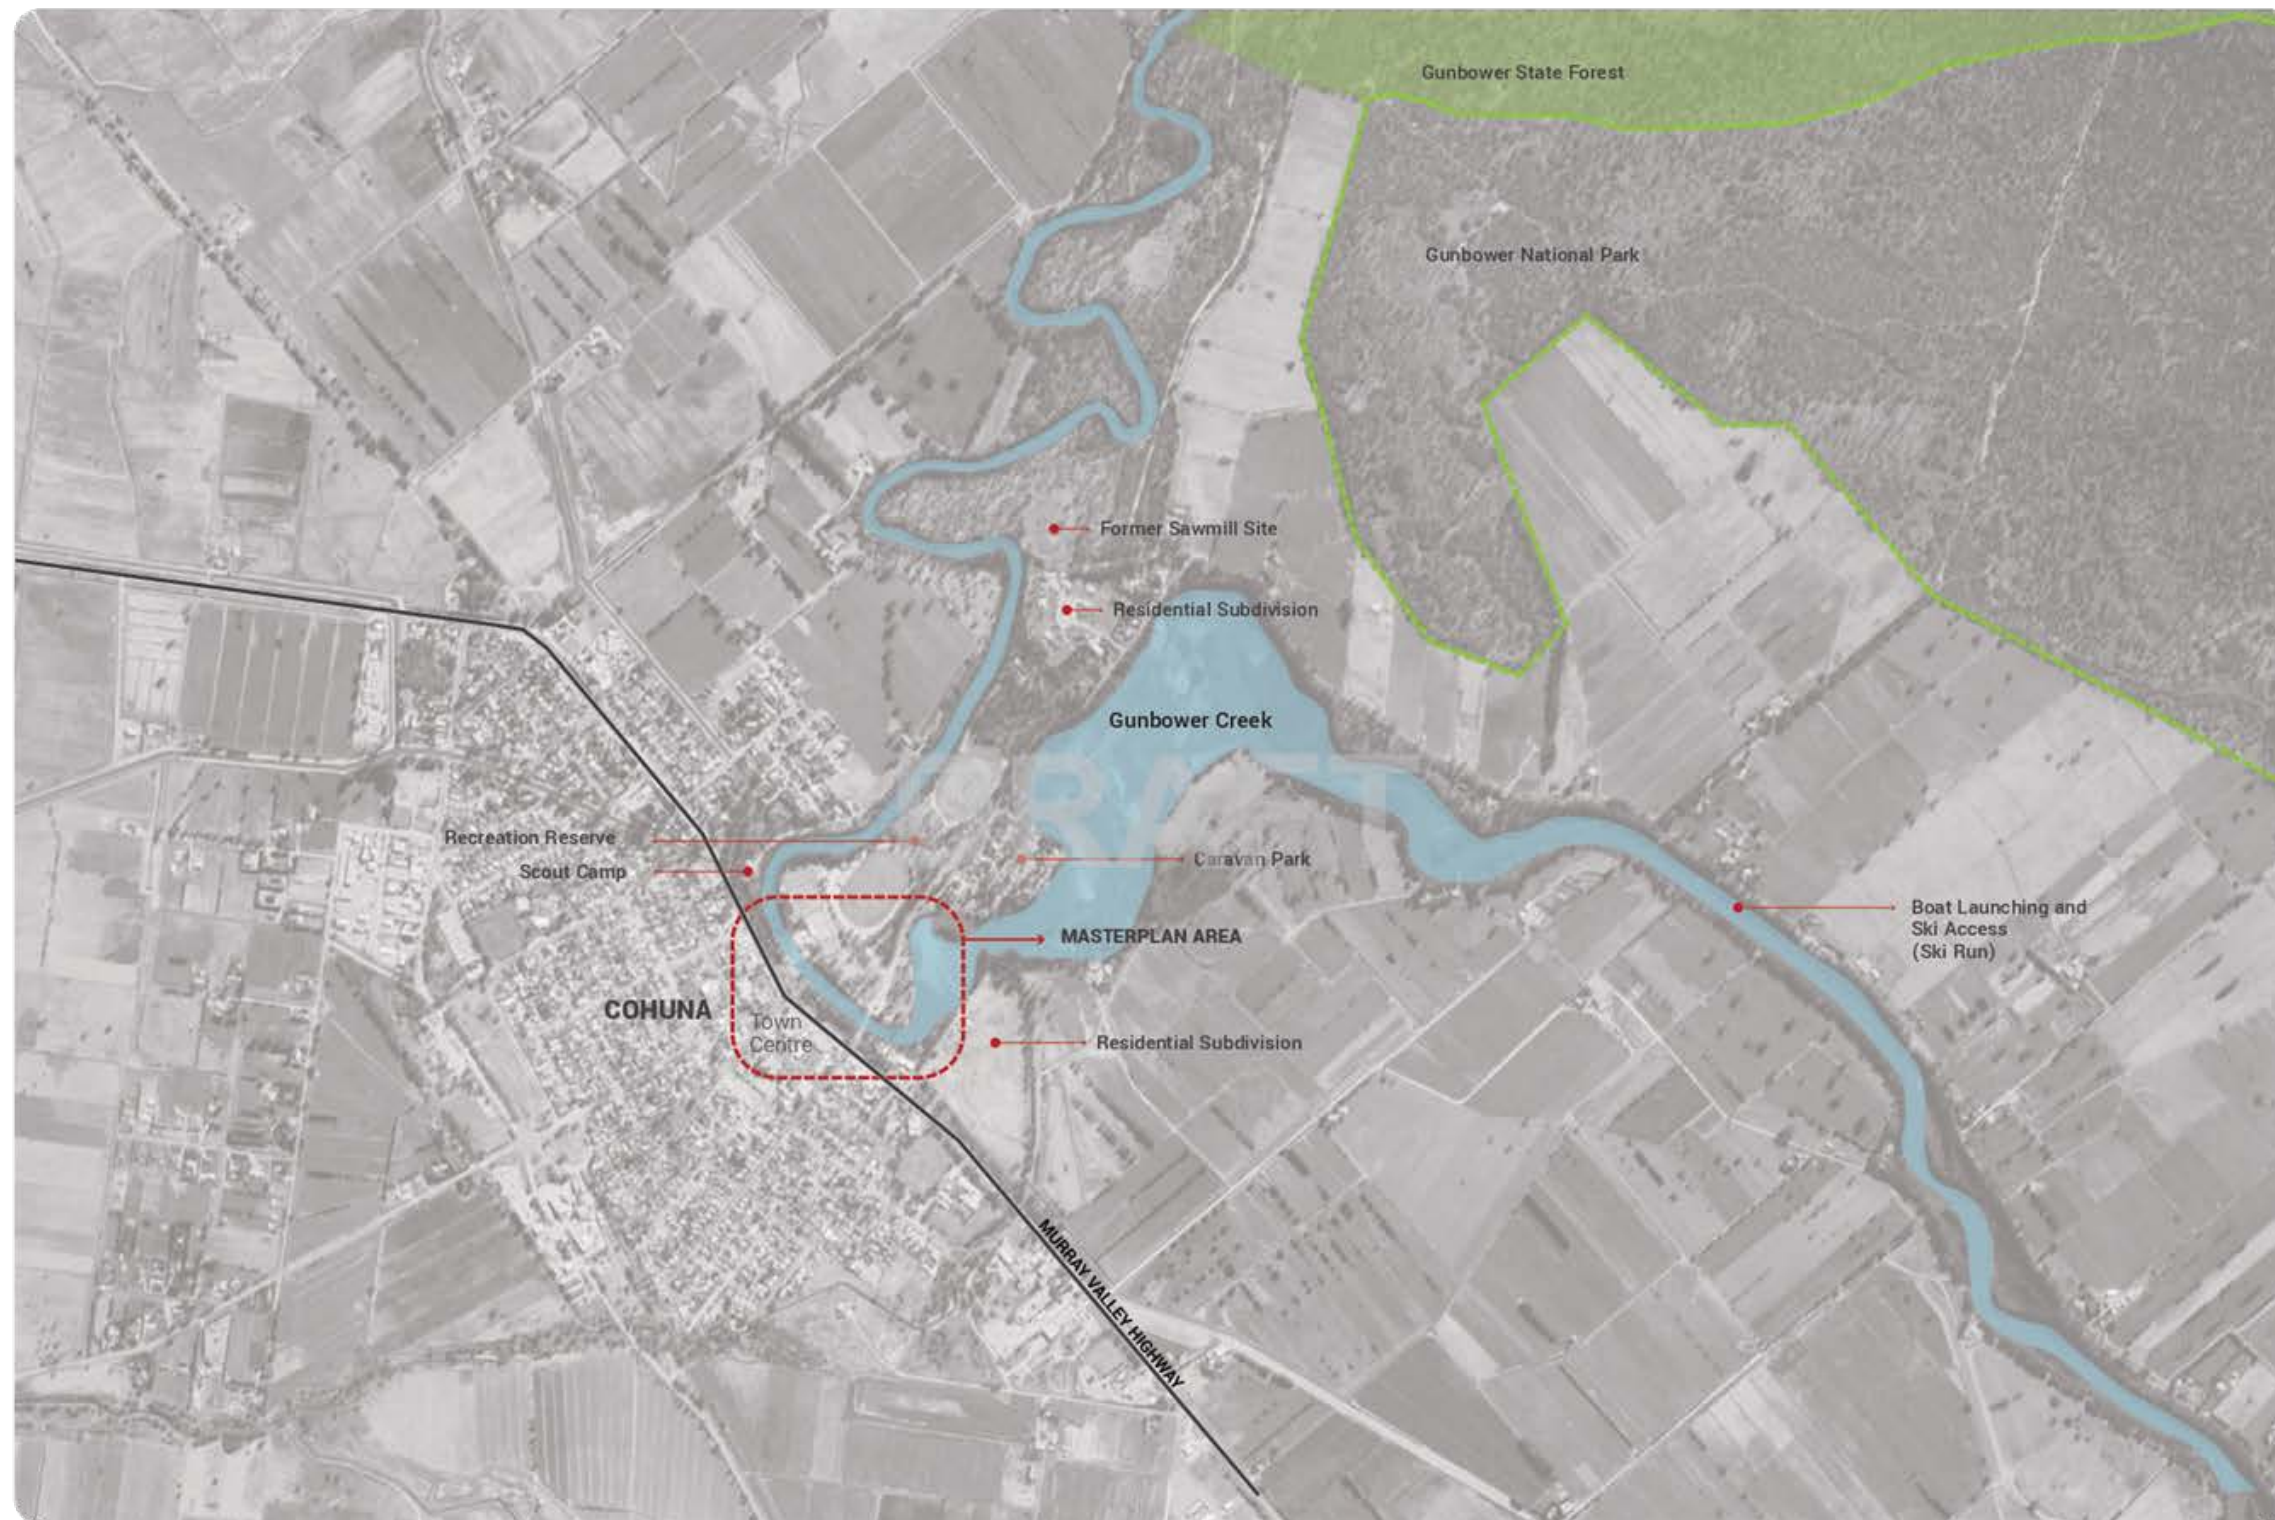 Gunbower State Forest
Gunbower National Park
Former Sawmill Site
Residential Subdivision
Gunbower Creek
DRAFT
Recreation Reserve
Scout Camp
Caravan Park
Boat Launching and
Ski Access
(Ski Run)
MASTERPLAN AREA
COHUNA
Town
Centre
Residential Subdivision
MURRAY VALLEY HIGHWAY